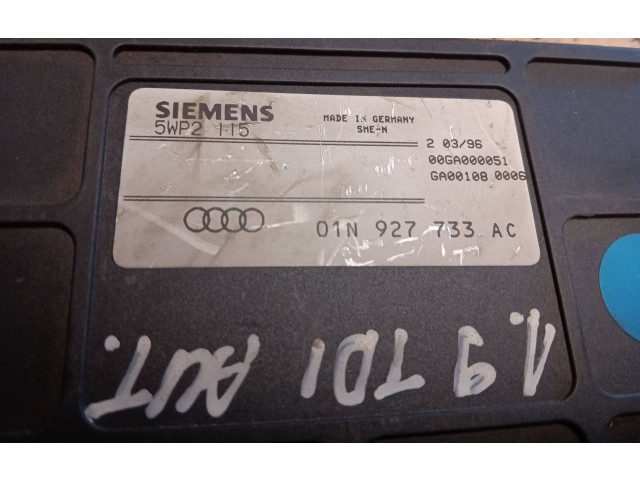 SIEMENS
5WP2 115
MADE IN GERMANY
SME-M
2 03/96
00GA000051
GA00108 0006
01N 927 733 AC
1.9 TDI AUT.